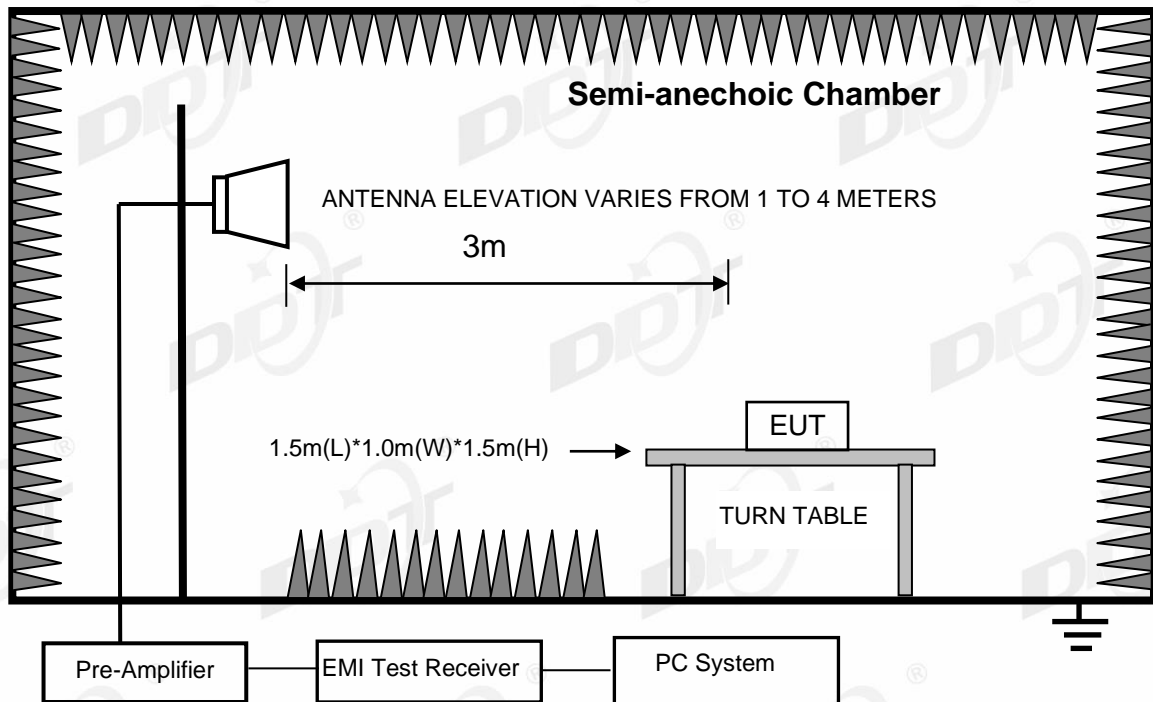 Semi-anechoic Chamber
ANTENNA ELEVATION VARIES FROM 1 TO 4 METERS
3m
EUT
1.5m(L)*1.0m(W)*1.5m(H)
TURN TABLE
Pre-Amplifier
EMI Test Receiver
PC System
DDT
®